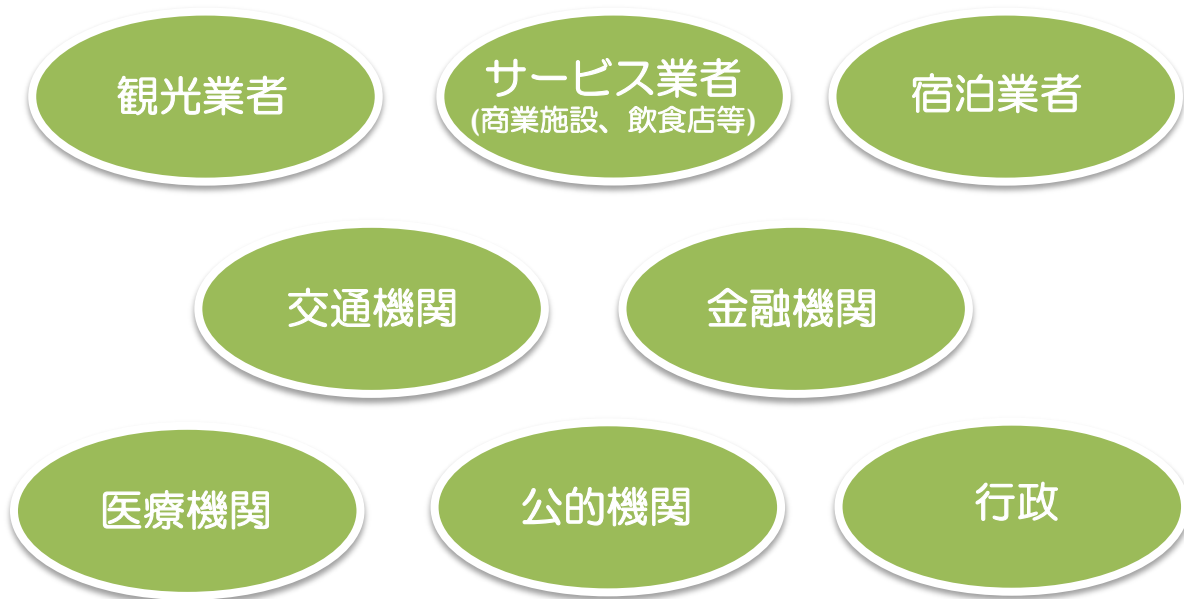 観光業者
サービス業者
(商業施設、飲食店等)
宿泊業者
交通機関
金融機関
医療機関
公的機関
行政